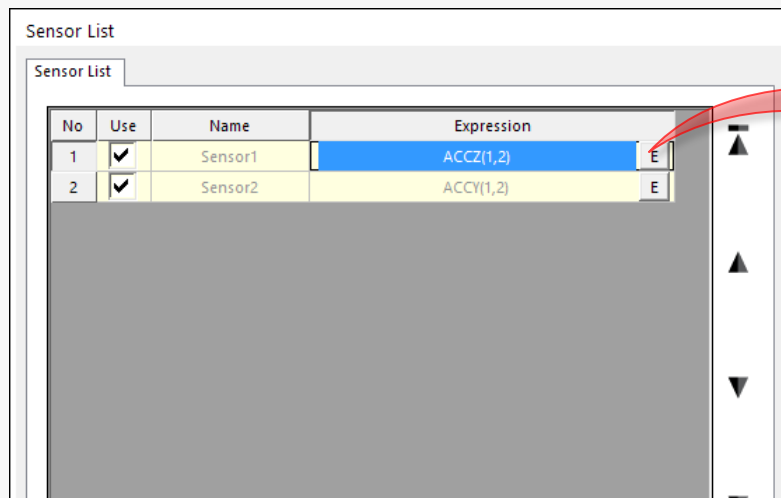 Sensor List
Sensor List
No Use Name Expression
1 Sensor1 ACCZ(1,2) E
2 Sensor2 ACCY(1,2) E